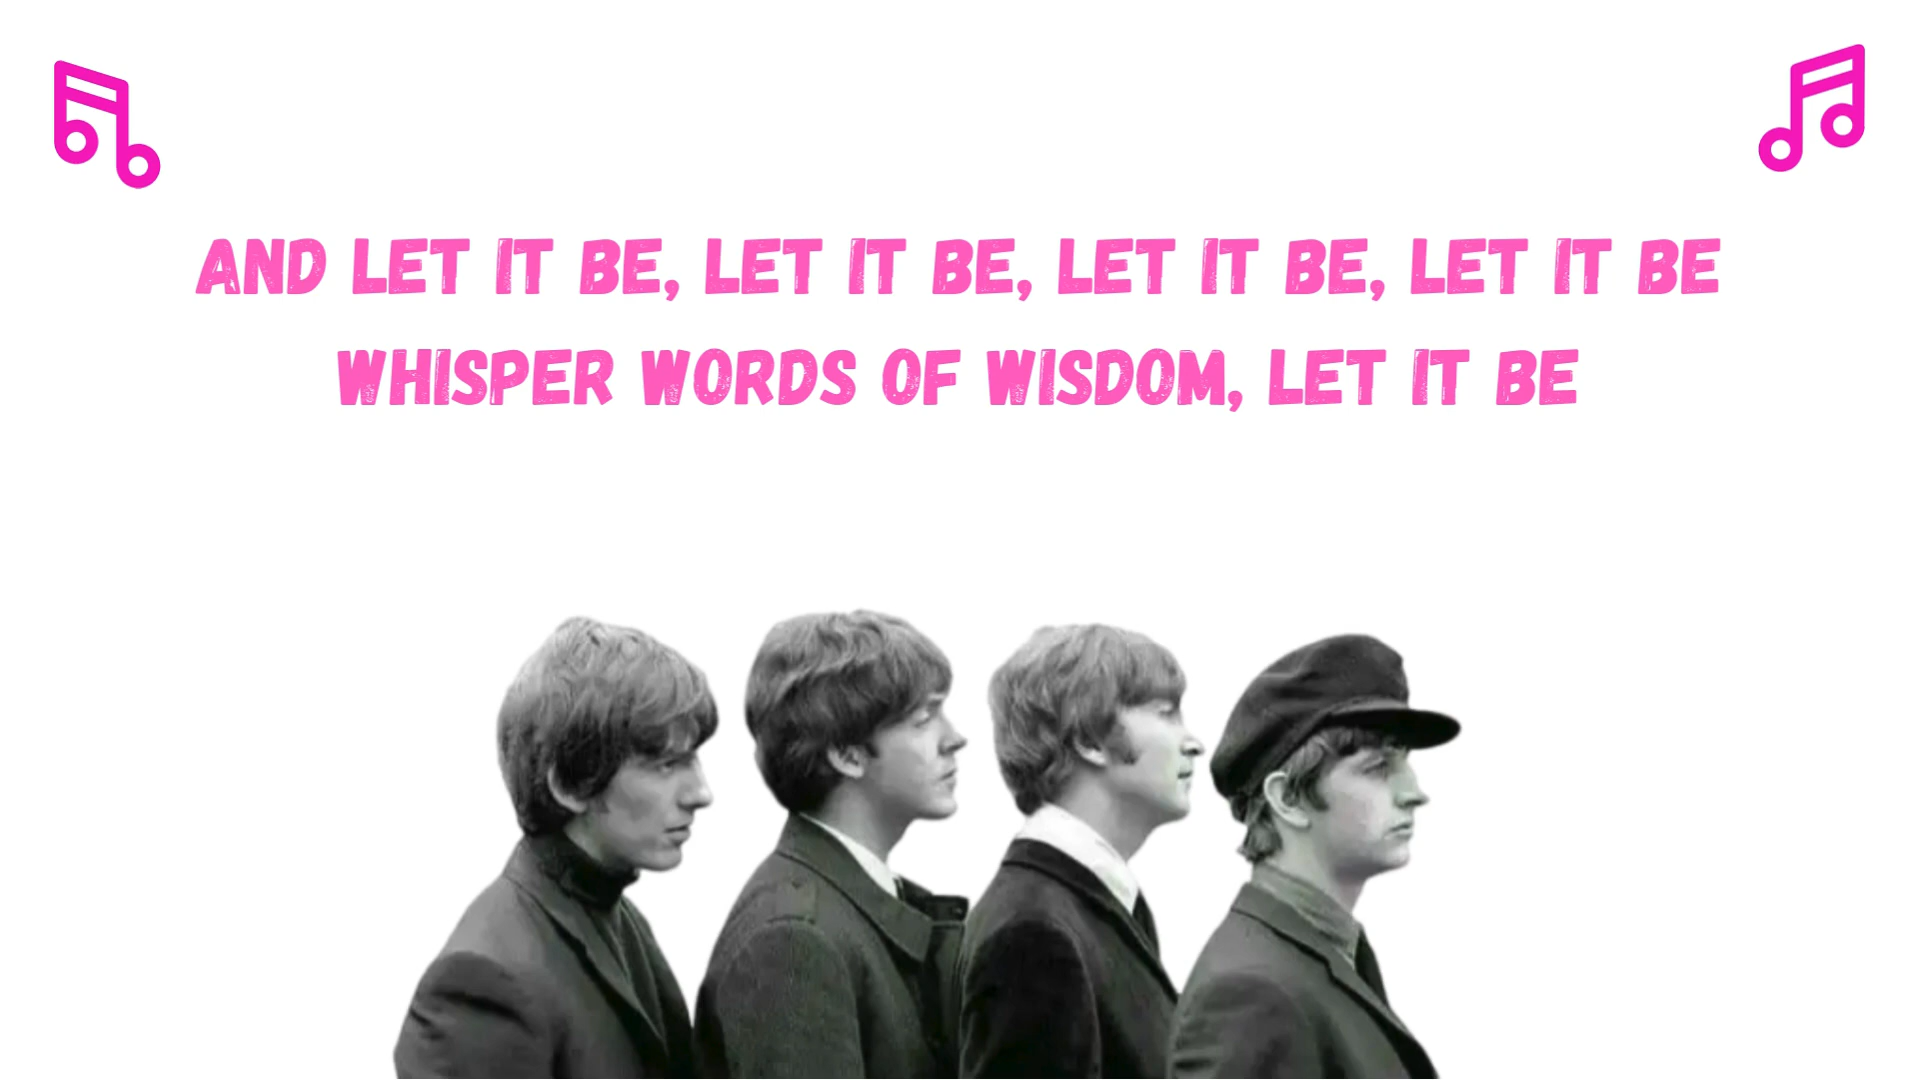 AND LET IT BE, LET IT BE, LET IT BE, LET IT BE
WHISPER WORDS OF WISDOM, LET IT BE